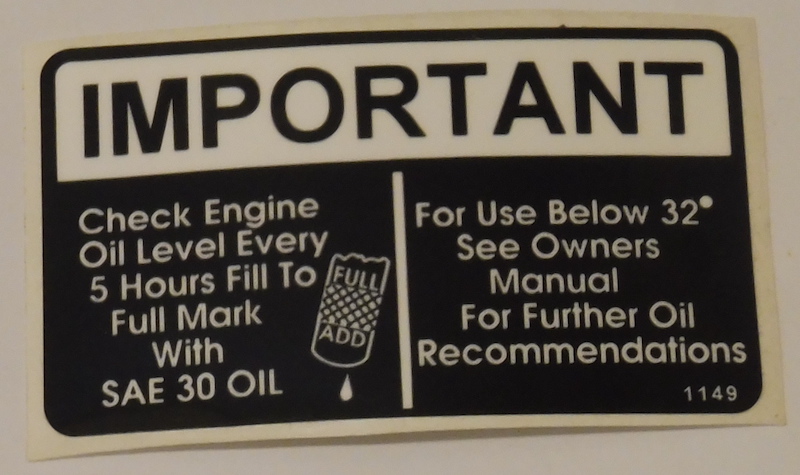 IMPORTANT
Check Engine
Oil Level Every
5 Hours Fill To
Full Mark
With
SAE 30 OIL
FULL
ADD
For Use Below 32°
See Owners
Manual
For Further Oil
Recommendations
1149